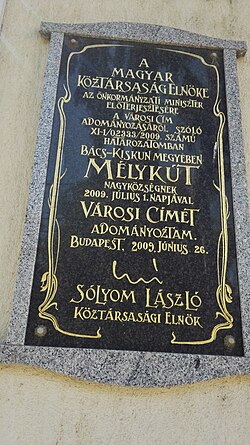 A
MAGYAR
KÖZTÁRSASÁG ELNÖKE
AZ ÖNKORMÁNYZATI MINISZTER
ELŐTERJESZTÉSÉRE
A VÁROSI CÍM
ADOMÁNYOZÁSÁRÓL SZÓLÓ
XI-1/02333/2009. SZÁMÚ
HATÁROZATOMBAN
BÁCS-KISKUN MEGYÉBEN
MÉLYKÚT
NAGYKÖZSÉGNEK
2009. JÚLIUS 1. NAPJÁVAL
VÁROSI CÍMET
ADOMÁNYOZTAM.
BUDAPEST, 2009. JÚNIUS 26.
SÓLYOM LÁSZLÓ
KÖZTÁRSASÁGI ELNÖK